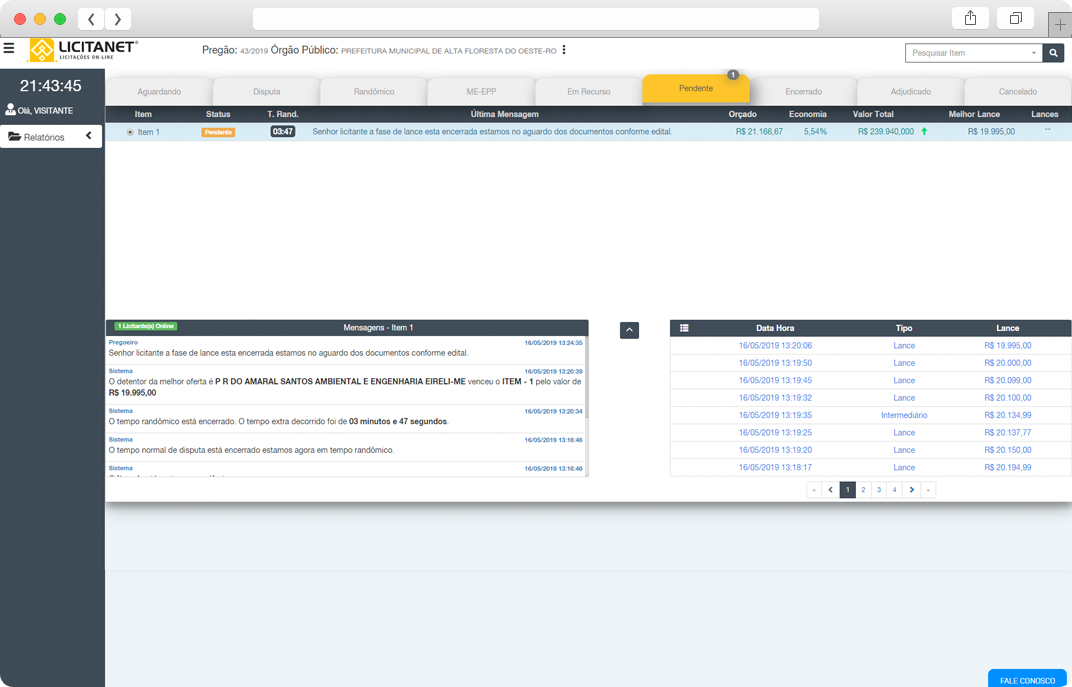 LICITANET®
LICITAÇÕES ON-LINE
Pregão: 43/2019 Órgão Público: PREFEITURA MUNICIPAL DE ALTA FLORESTA DO OESTE-RO
Pesquisar Item
21:43:45
Olá, VISITANTE
Relatórios
Aguardando Disputa Randômico ME-EPP Em Recurso Pendente 1 Encerrado Adjudicado Cancelado
Item Status T. Rand. Última Mensagem Orçado Economia Valor Total Melhor Lance Lances
Item 1 Pendente 03:47 Senhor licitante a fase de lance esta encerrada estamos no aguardo dos documentos conforme edital. R$ 21.166,67 5,54% R$ 239.940,000 R$ 19.995,00 --
1 Licitante(s) Online Mensagens - Item 1
Pregoeiro 16/05/2019 13:24:35
Senhor licitante a fase de lance esta encerrada estamos no aguardo dos documentos conforme edital.
Sistema 16/05/2019 13:20:39
O detentor da melhor oferta é P R DO AMARAL SANTOS AMBIENTAL E ENGENHARIA EIRELI-ME venceu o ITEM - 1 pelo valor de
R$ 19.995,00
Sistema 16/05/2019 13:20:34
O tempo randômico está encerrado. O tempo extra decorrido foi de 03 minutos e 47 segundos.
Sistema 16/05/2019 13:16:46
O tempo normal de disputa está encerrado estamos agora em tempo randômico.
Sistema 16/05/2019 13:16:46
Data Hora Tipo Lance
16/05/2019 13:20:06 Lance R$ 19.995,00
16/05/2019 13:19:50 Lance R$ 20.000,00
16/05/2019 13:19:45 Lance R$ 20.099,00
16/05/2019 13:19:32 Lance R$ 20.100,00
16/05/2019 13:19:35 Intermediário R$ 20.134,99
16/05/2019 13:19:25 Lance R$ 20.137,77
16/05/2019 13:19:20 Lance R$ 20.150,00
16/05/2019 13:18:17 Lance R$ 20.194,99
« 1 2 3 4 »
FALE CONOSCO